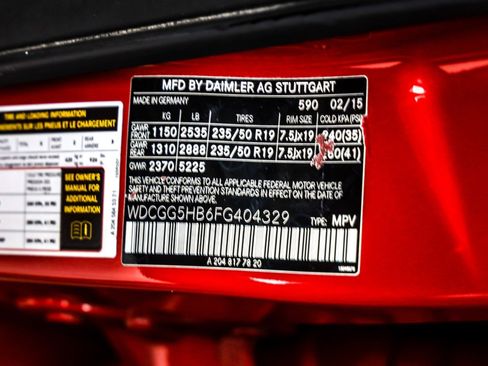 MFD BY DAIMLER AG STUTTGART
MADE IN GERMANY 590 02/15
KG LB TIRES RIM SIZE COLD KPA(PSI)
GAWR FRONT 1150 2535 235/50 R19 7.5Jx19 240(35)
GAWR REAR 1310 2888 235/50 R19 7.5Jx19 (41)
GVWR 2370 5225
THIS VEHICLE CONFORMS TO ALL APPLICABLE FEDERAL MOTOR VEHICLE
SAFETY AND THEFT PREVENTION STANDARDS IN EFFECT ON THE DATE OF
MANUFACTURE SHOWN ABOVE.
WDCGG5HB6FG404329 TYPE: MPV
A 204 817 78 20
TIRE AND LOADING INFORMATION
SEE OWNER'S
MANUAL FOR
ADDITIONAL
INFORMATION